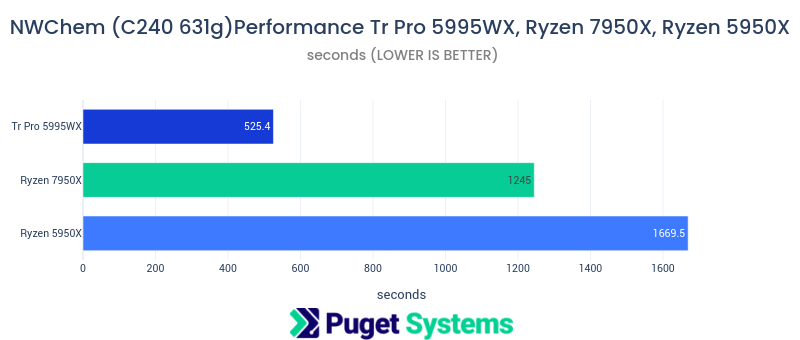 NWChem (C240 631g)Performance Tr Pro 5995WX, Ryzen 7950X, Ryzen 5950X
seconds (LOWER IS BETTER)
Tr Pro 5995WX 525.4
Ryzen 7950X 1245
Ryzen 5950X 1669.5
0 200 400 600 800 1000 1200 1400 1600
seconds
Puget Systems